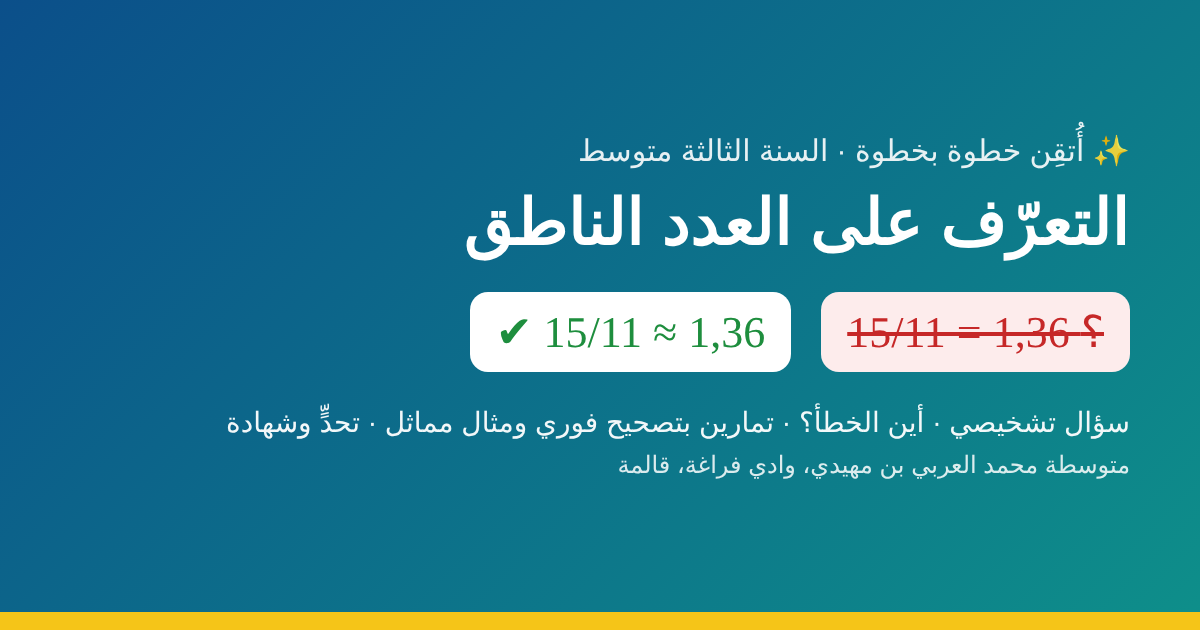 ✨ أُتقِن خطوة بخطوة · السنة الثالثة متوسط
التعرّف على العدد الناطق
15/11 = 1,36 ؟
15/11 ≈ 1,36 ✔
سؤال تشخيصي · أين الخطأ؟ · تمارين بتصحيح فوري ومثال مماثل · تحدٍّ وشهادة
متوسطة محمد العربي بن مهيدي، وادي فراغة، قالمة